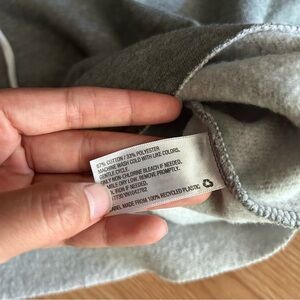 67% COTTON / 33% POLYESTER
MACHINE WASH COLD WITH LIKE COLORS.
GENTLE CYCLE
ONLY NON-CHLORINE BLEACH IF NEEDED.
DRY LOW. REMOVE PROMPTLY.
IRON IF NEEDED.
MADE FROM 100% RECYCLED PLASTIC